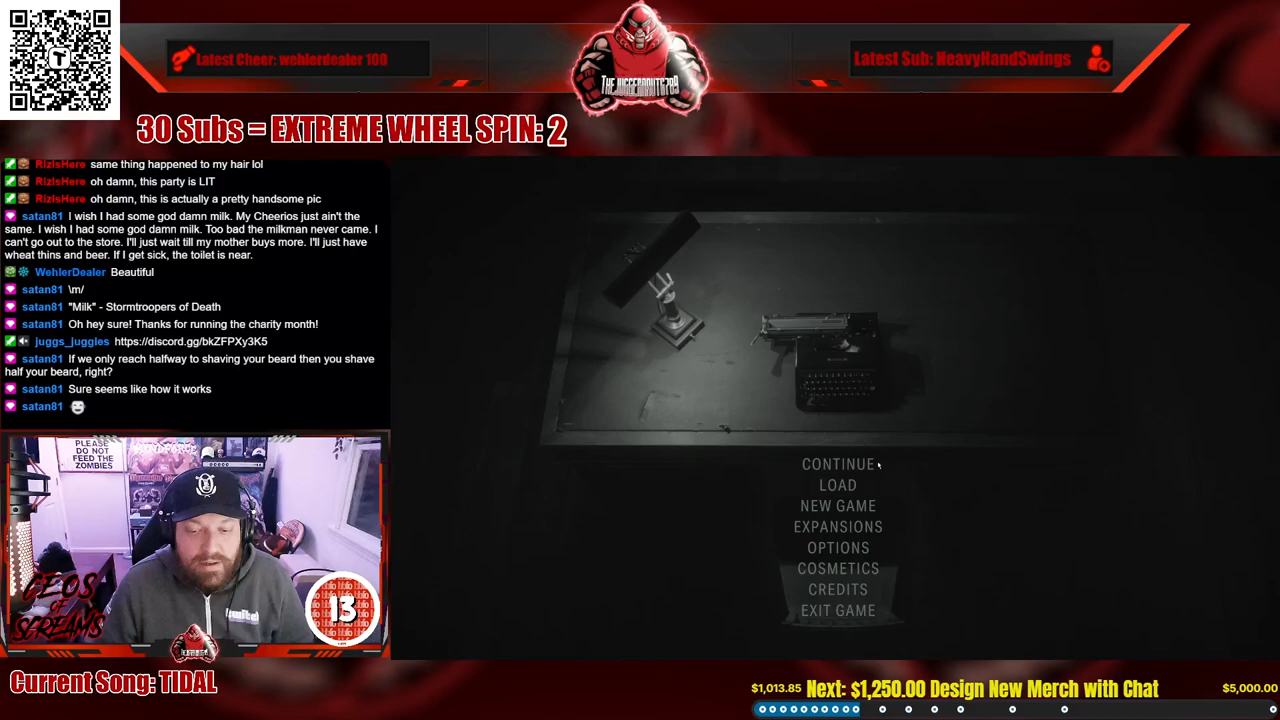 Latest Cheer: wehlerdealer 100
THEJUGGERNAUT6789
Latest Sub: HeavyHandSwings
30 Subs = EXTREME WHEEL SPIN: 2
RizIsHere same thing happened to my hair lol
RizIsHere oh damn, this party is LIT
RizIsHere oh damn, this is actually a pretty handsome pic
satan81 I wish I had some god damn milk. My Cheerios just ain't the
same. I wish I had some god damn milk. Too bad the milkman never came. I
can't go out to the store. I'll just wait till my mother buys more. I'll just have
wheat thins and beer. If I get sick, the toilet is near.
WehlerDealer Beautiful
satan81 \m/
satan81 "Milk" - Stormtroopers of Death
satan81 Oh hey sure! Thanks for running the charity month!
juggs_juggles https://discord.gg/bkZFPXy3K5
satan81 If we only reach halfway to shaving your beard then you shave
half your beard, right?
satan81 Sure seems like how it works
satan81
CONTINUE
LOAD
NEW GAME
EXPANSIONS
OPTIONS
COSMETICS
CREDITS
EXIT GAME
PLEASE
DO NOT
FEED THE
ZOMBIES
twitch
GEOS
OF
SCREAMS
13
Current Song: TIDAL
$1,013.85 Next: $1,250.00 Design New Merch with Chat $5,000.00